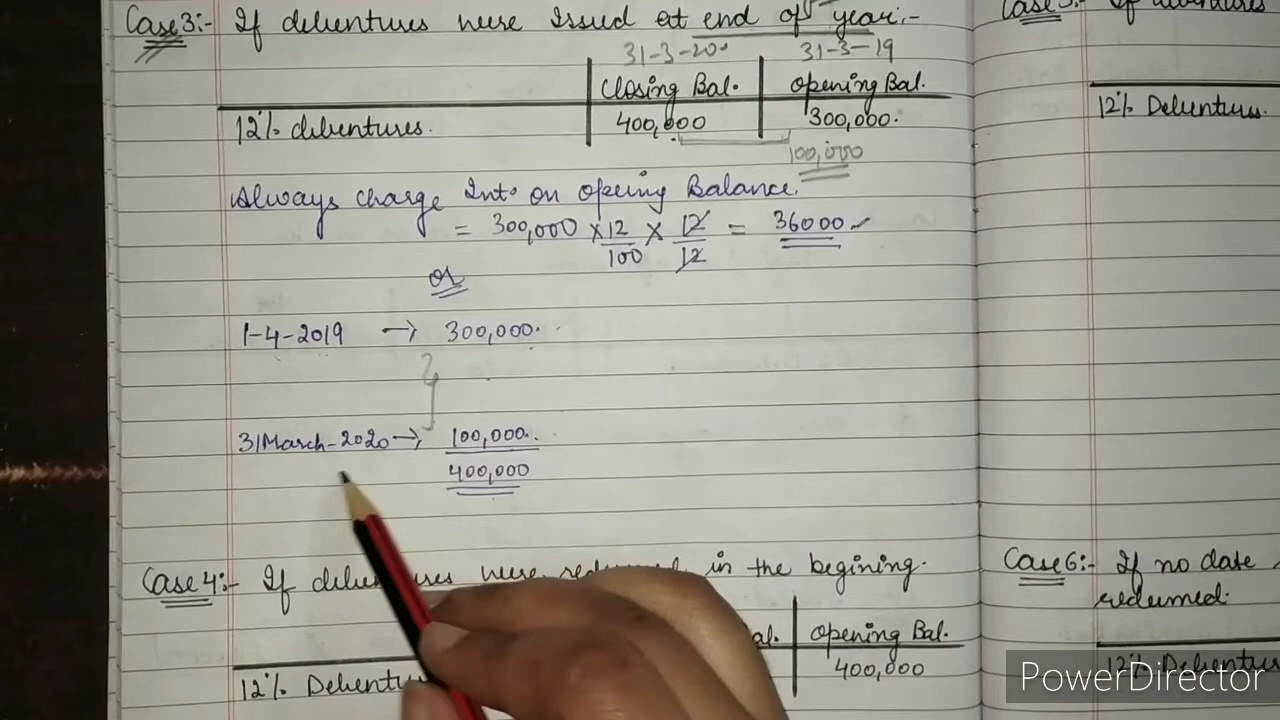 Case 3:- If debentures were Issued at end of year:-
31-3-20 31-3-19
Closing Bal. Opening Bal.
12% debentures. 400,000 300,000.
100,000
Always charge Int. on Opeing Balance.
= 300,000 × 12/100 × 12/12 = 36000
or
1-4-2019 → 300,000.
31March-2020 → 100,000.
400,000
Case 4:- If debentures were in the begining.
al. Opening Bal.
12% Debentu 400,000
Case
12% Debentures.
Case 6:- If no date
redeemed.
12% Debentu
PowerDirector